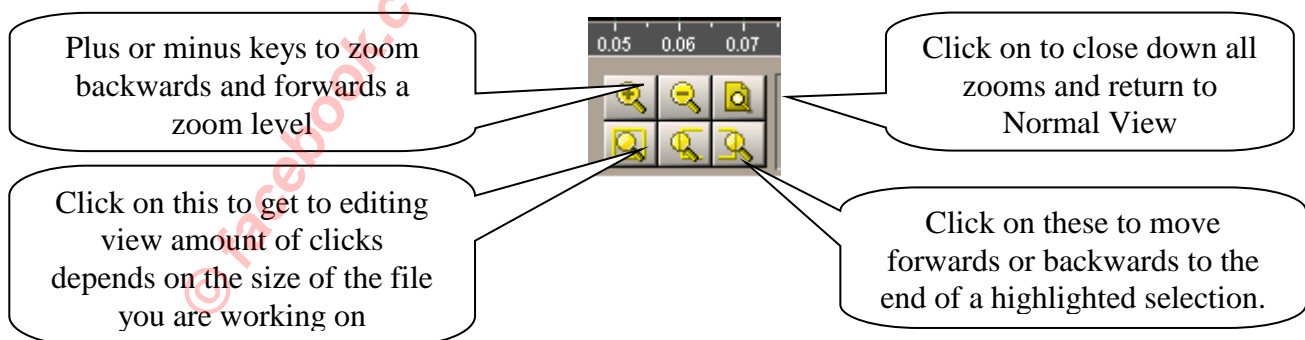 Plus or minus keys to zoom
backwards and forwards a
zoom level
0.05 0.06 0.07
Click on to close down all
zooms and return to
Normal View
Click on this to get to editing
view amount of clicks
depends on the size of the file
you are working on
Click on these to move
forwards or backwards to the
end of a highlighted selection.
© facebook.c